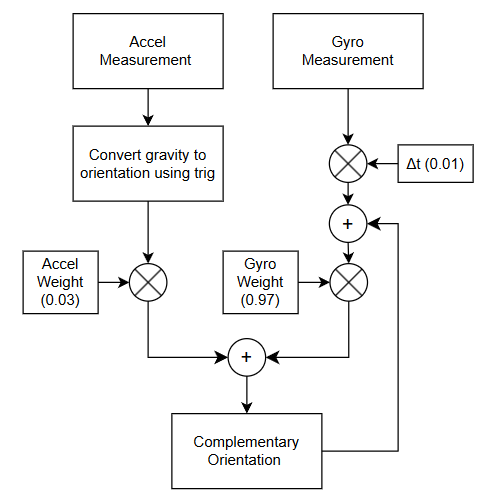 Accel
Measurement
Gyro
Measurement
Convert gravity to
orientation using trig
Δt (0.01)
+
Accel
Weight
(0.03)
Gyro
Weight
(0.97)
+
Complementary
Orientation